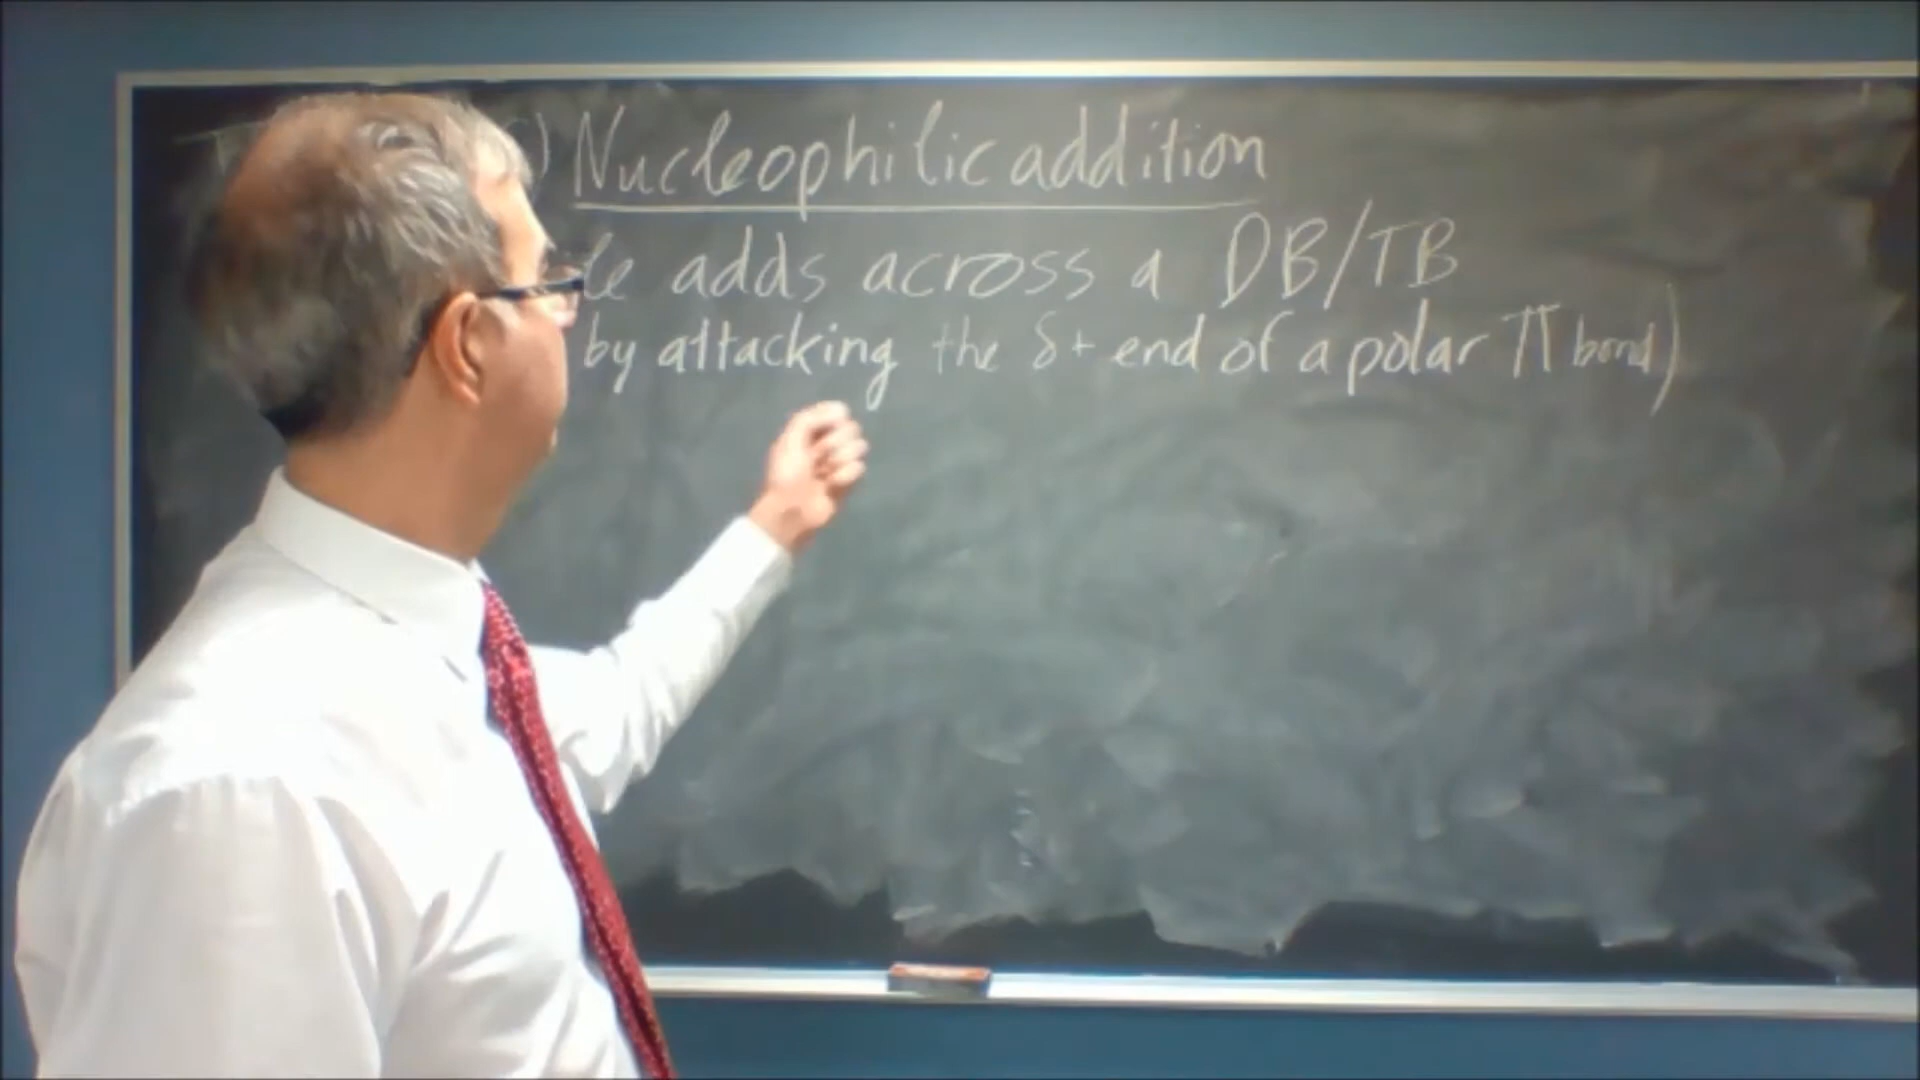 ) Nucleophilic addition
le adds across a DB/TB
by attacking the δ+ end of a polar π bond)